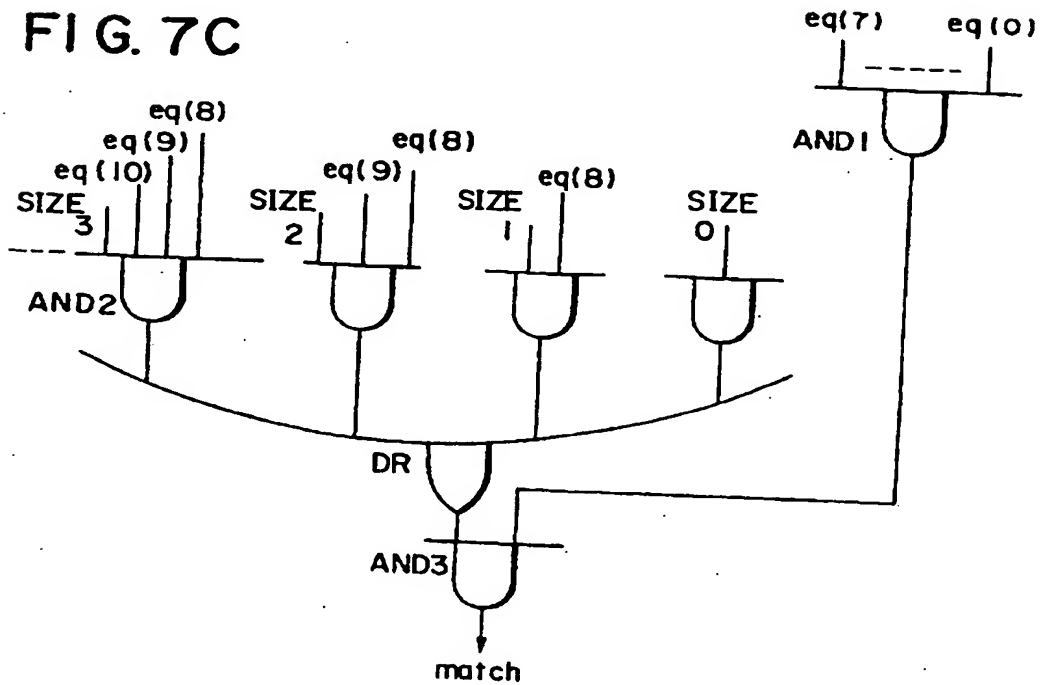 FIG. 7C
eq(7) eq(0)
AND1
eq(8)
eq(9)
eq(10)
SIZE
3
eq(8)
eq(9)
SIZE
2
eq(8)
SIZE
1
SIZE
0
AND2
DR
AND3
match